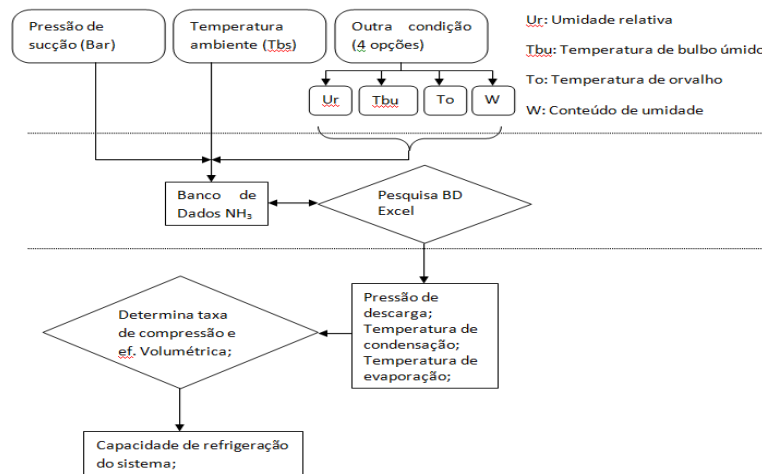 Pressão de
sucção (Bar)
Temperatura
ambiente (Tbs)
Outra condição
(4 opções)
Ur: Umidade relativa
Tbu: Temperatura de bulbo úmido
To: Temperatura de orvalho
W: Conteúdo de umidade
Ur
Tbu
To
W
Banco de
Dados NH₃
Pesquisa BD
Excel
Pressão de
descarga;
Temperatura de
condensação;
Temperatura de
evaporação;
Determina taxa
de compressão e
ef. Volumétrica;
Capacidade de refrigeração
do sistema;